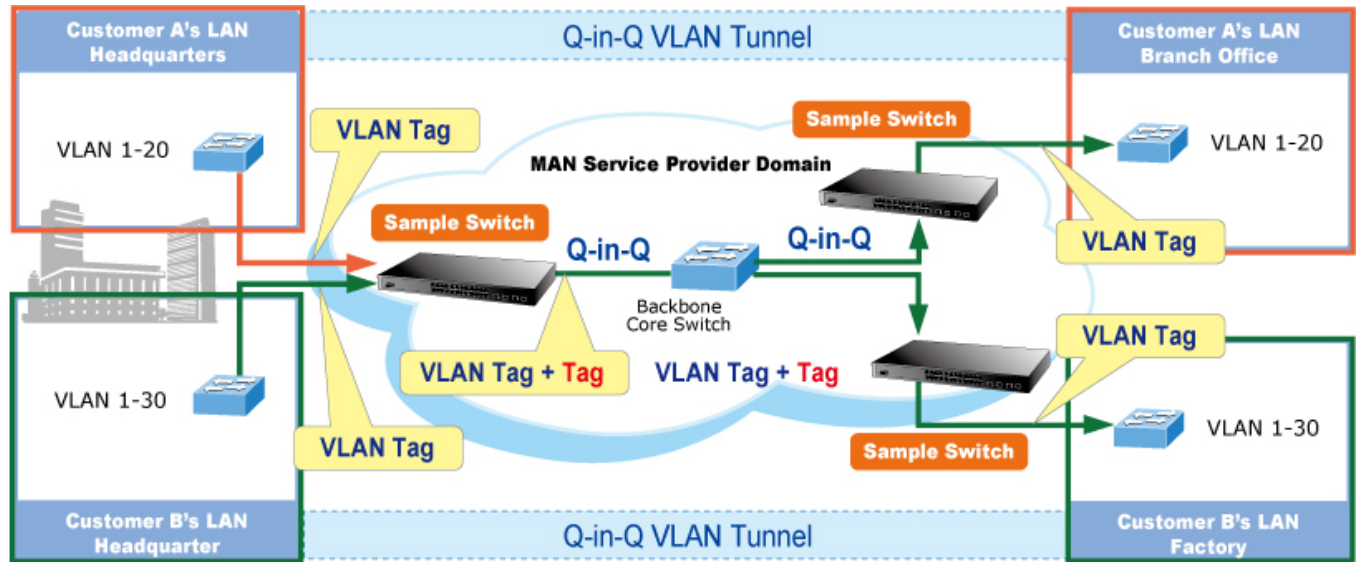 Customer A's LAN
Headquarters
Q-in-Q VLAN Tunnel
Customer A's LAN
Branch Office
VLAN 1-20
VLAN Tag
Sample Switch
MAN Service Provider Domain
VLAN 1-20
Sample Switch
Q-in-Q
Q-in-Q
VLAN Tag
Backbone
Core Switch
VLAN Tag
VLAN Tag + Tag
VLAN Tag + Tag
VLAN 1-30
VLAN Tag
Sample Switch
VLAN 1-30
Customer B's LAN
Headquarter
Q-in-Q VLAN Tunnel
Customer B's LAN
Factory